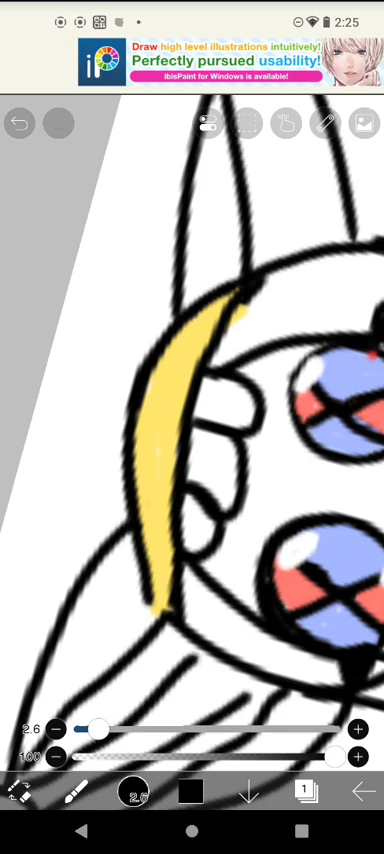 2:25
iP
Draw high level illustrations intuitively!
Perfectly pursued usability!
ibisPaint for Windows is available!
2.6
100
2.6
1